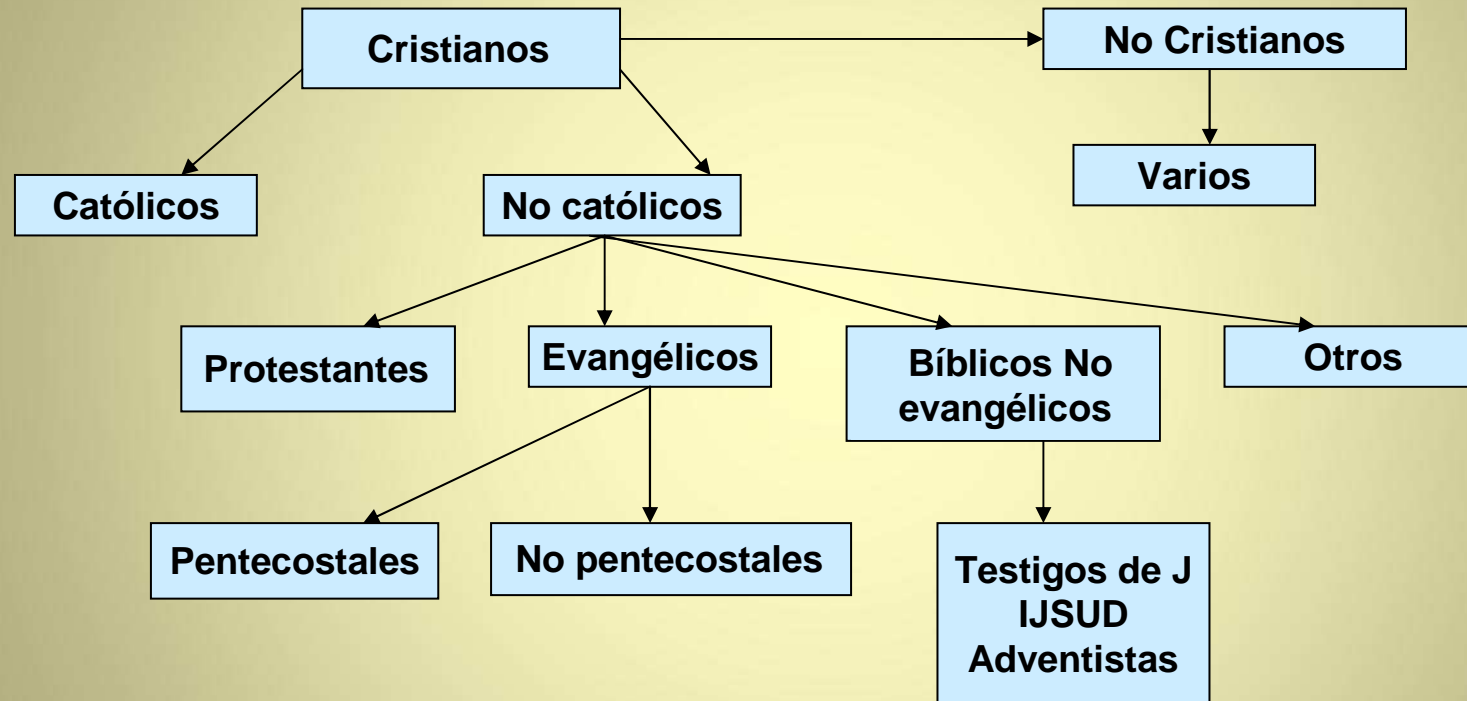 Cristianos
No Cristianos
Católicos
No católicos
Varios
Protestantes
Evangélicos
Bíblicos No
evangélicos
Otros
Pentecostales
No pentecostales
Testigos de J
IJSUD
Adventistas